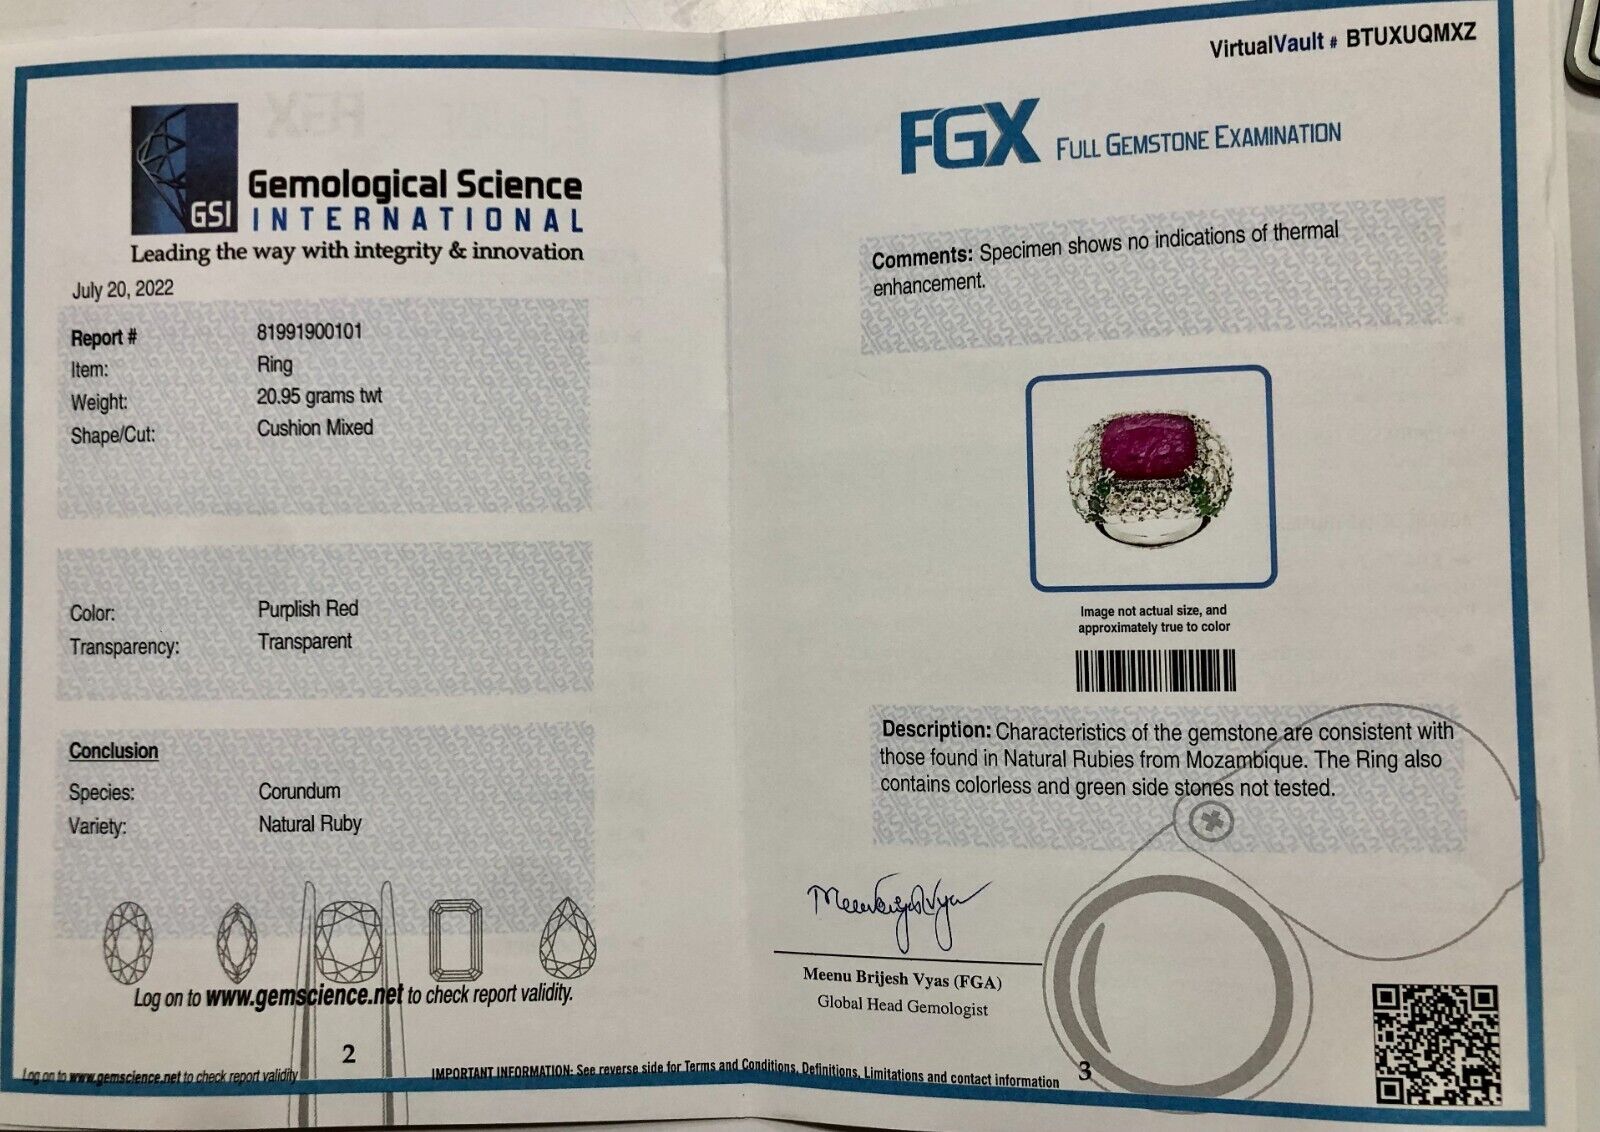 GSI
Gemological Science
INTERNATIONAL
Leading the way with integrity & innovation
July 20, 2022
Report # 81991900101
Item: Ring
Weight: 20.95 grams twt
Shape/Cut: Cushion Mixed
Color: Purplish Red
Transparency: Transparent
Conclusion
Species: Corundum
Variety: Natural Ruby
Log on to www.gemscience.net to check report validity.
2
Log on to www.gemscience.net to check report validity
VirtualVault # BTUXUQMXZ
FGX FULL GEMSTONE EXAMINATION
Comments: Specimen shows no indications of thermal
enhancement.
Image not actual size, and
approximately true to color
Description: Characteristics of the gemstone are consistent with
those found in Natural Rubies from Mozambique. The Ring also
contains colorless and green side stones not tested.
Meenu Brijesh Vyas (FGA)
Global Head Gemologist
IMPORTANT INFORMATION: See reverse side for Terms and Conditions, Definitions, Limitations and contact information
3